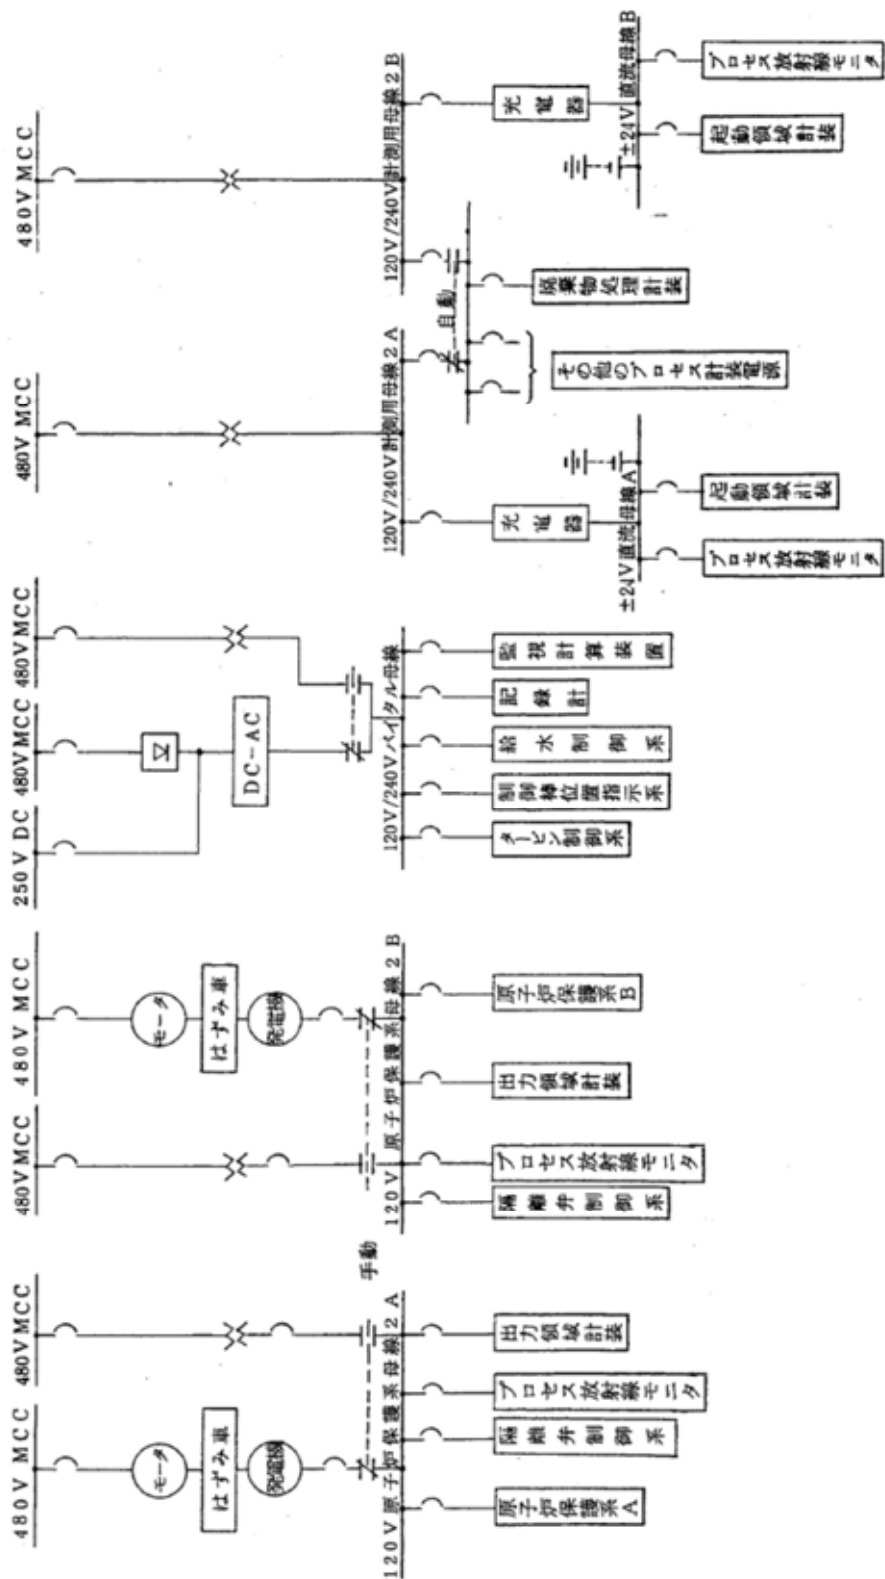 480V MCC
480V MCC
480V MCC
480V MCC
250V DC
480V MCC
480V MCC
480V MCC
480V MCC
モータ
はずみ車
発電機
モータ
はずみ車
発電機
DC-AC
手動
自動
120V 原子炉保護系母線2A
120V 原子炉保護系母線2B
120V/240Vバイタル母線
120V/240V計測用母線2A
120V/240V計測用母線2B
原子炉保護系A
隔離弁制御系
プロセス放射線モニタ
出力領域計装
隔離弁制御系
プロセス放射線モニタ
出力領域計装
原子炉保護系B
タービン制御系
制御棒位置指示系
給水制御系
記録計
監視計算装置
充電器
その他のプロセス計装電源
廃棄物処理計装
充電器
±24V直流母線A
±24V直流母線B
プロセス放射線モニタ
起動領域計装
起動領域計装
プロセス放射線モニタ